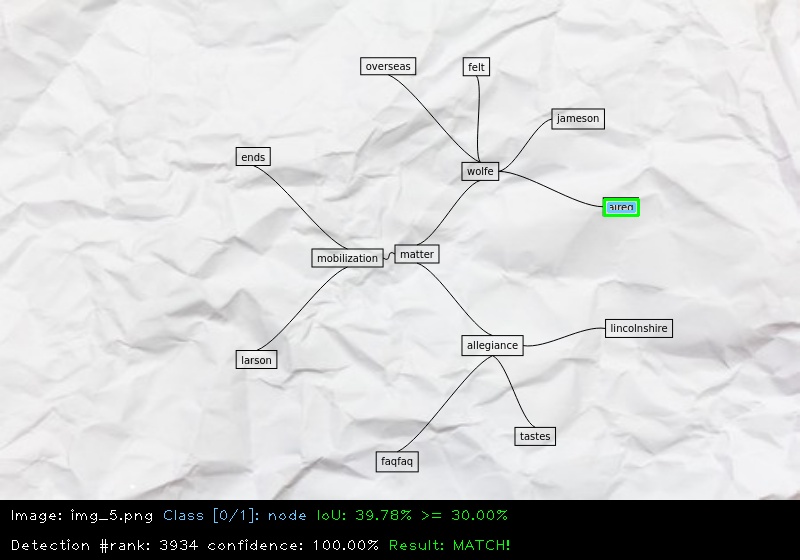 overseas
felt
jameson
ends
wolfe
mobilization
matter
lincolnshire
allegiance
larson
tastes
faqfaq
Image: img_5.png Class [0/1]: node IoU: 39.78% >= 30.00%
Detection #rank: 3934 confidence: 100.00% Result: MATCH!